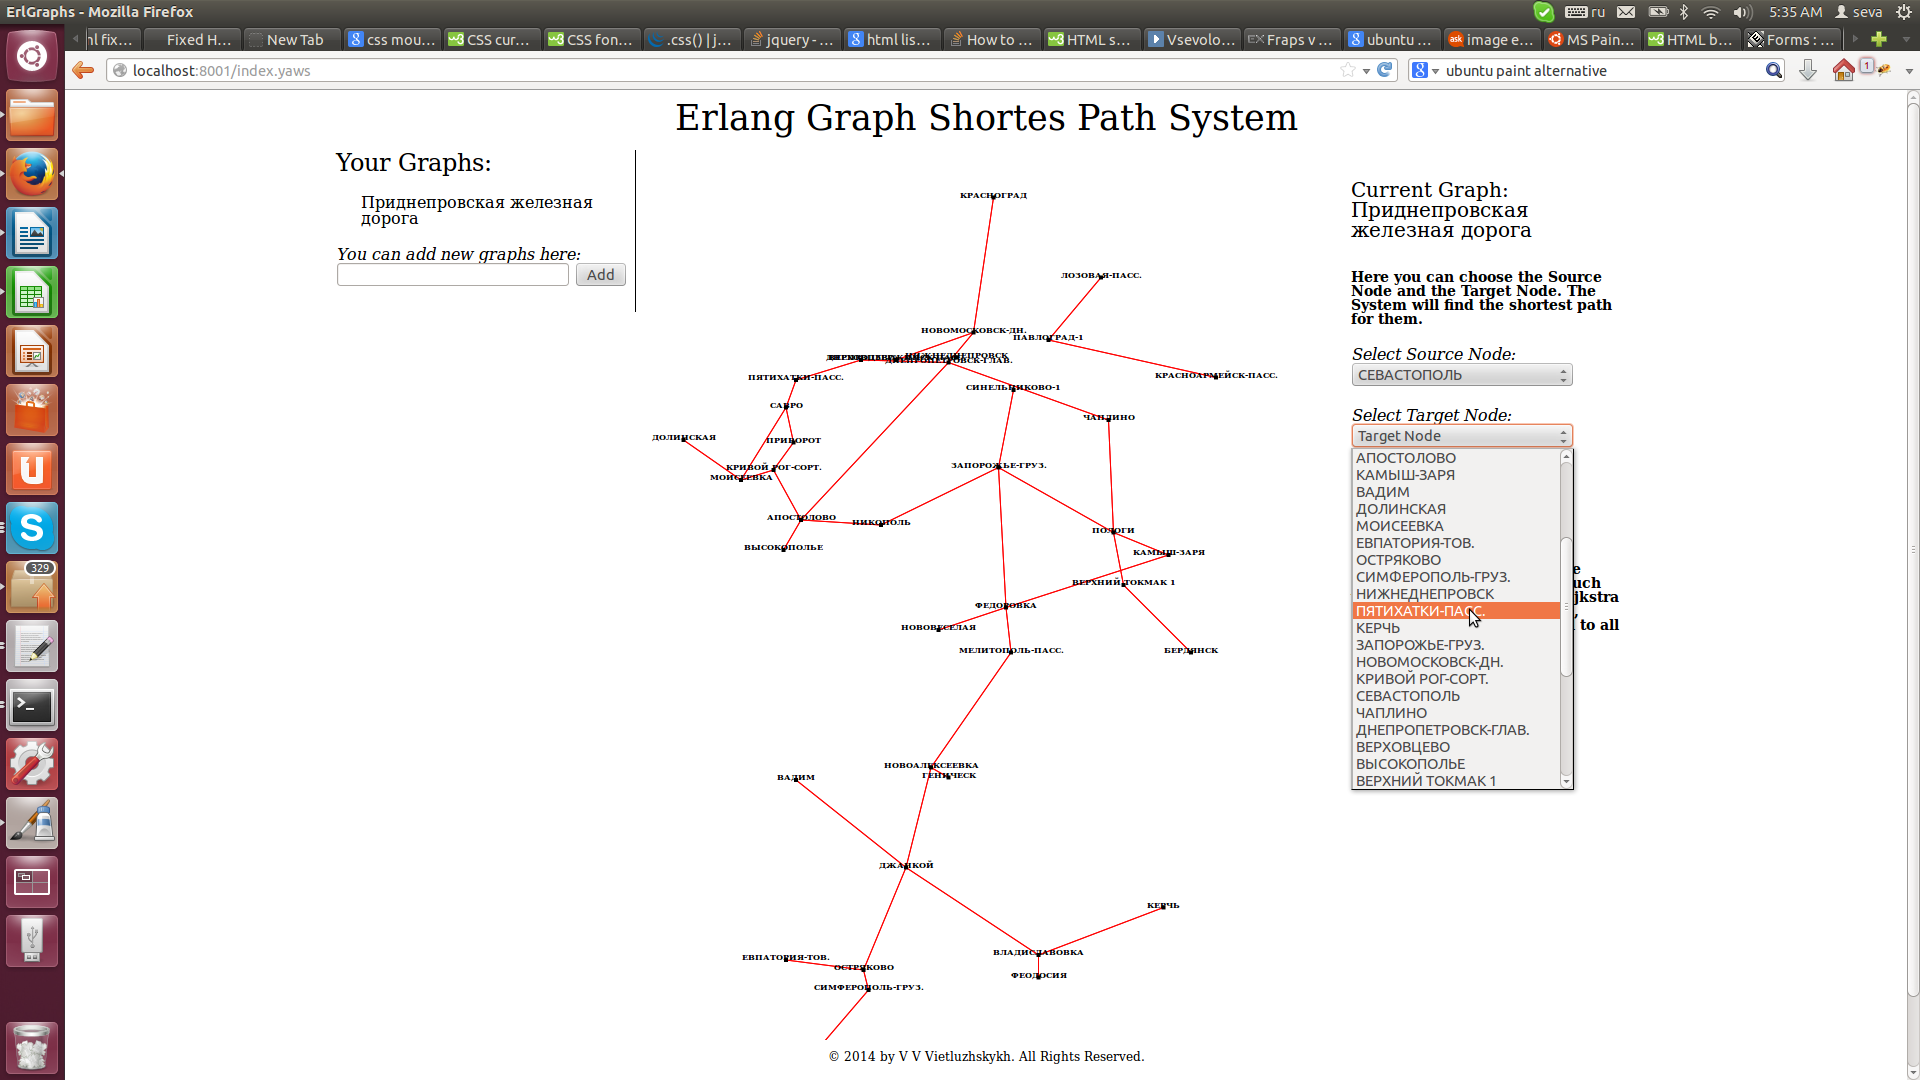 ErlGraphs - Mozilla Firefox
ru
5:35 AM
seva
Fixed H...
New Tab
css mou...
CSS cur...
CSS fon...
.css() | j...
jquery - ...
html lis...
How to ...
HTML s...
Vsevolo...
Fraps v ...
ubuntu ...
image e...
MS Pain...
HTML b...
Forms : ...
localhost:8001/index.yaws
ubuntu paint alternative
1
329
Erlang Graph Shortes Path System
Your Graphs:
Приднепровская железная
дорога
You can add new graphs here:
Add
КРАСНОГРАД
ЛОЗОВАЯ-ПАСС.
НОВОМОСКОВСК-ДН.
ПАВЛОГРАД-1
НИЖНЕДНЕПРОВСК
ПЯТИХАТКИ-ПАСС.
КРАСНОАРМЕЙСК-ПАСС.
СИНЕЛЬНИКОВО-1
САВРО
ЧАПЛИНО
ДОЛИНСКАЯ
ПРИВОРОТ
КРИВОЙ РОГ-СОРТ.
ЗАПОРОЖЬЕ-ГРУЗ.
МОИСЕЕВКА
АПОСТОЛОВО
НИКОПОЛЬ
ПОЛОГИ
ВЫСОКОПОЛЬЕ
КАМЫШ-ЗАРЯ
ВЕРХНИЙ ТОКМАК 1
ФЕДОРОВКА
НОВОВЕСЕЛАЯ
МЕЛИТОПОЛЬ-ПАСС.
БЕРДЯНСК
НОВОАЛЕКСЕЕВКА
ГЕНИЧЕСК
ВАДИМ
ДЖАНКОЙ
КЕРЧЬ
ВЛАДИСЛАВОВКА
ЕВПАТОРИЯ-ТОВ.
ОСТРЯКОВО
ФЕОДОСИЯ
СИМФЕРОПОЛЬ-ГРУЗ.
Current Graph:
Приднепровская
железная дорога
Here you can choose the Source
Node and the Target Node. The
System will find the shortest path
for them.
Select Source Node:
СЕВАСТОПОЛЬ
Select Target Node:
Target Node
АПОСТОЛОВО
КАМЫШ-ЗАРЯ
ВАДИМ
ДОЛИНСКАЯ
МОИСЕЕВКА
ЕВПАТОРИЯ-ТОВ.
ОСТРЯКОВО
СИМФЕРОПОЛЬ-ГРУЗ.
НИЖНЕДНЕПРОВСК
ПЯТИХАТКИ-ПАСС.
КЕРЧЬ
ЗАПОРОЖЬЕ-ГРУЗ.
НОВОМОСКОВСК-ДН.
КРИВОЙ РОГ-СОРТ.
СЕВАСТОПОЛЬ
ЧАПЛИНО
ДНЕПРОПЕТРОВСК-ГЛАВ.
ВЕРХОВЦЕВО
ВЫСОКОПОЛЬЕ
ВЕРХНИЙ ТОКМАК 1
to all
© 2014 by V V Vietluzhskykh. All Rights Reserved.